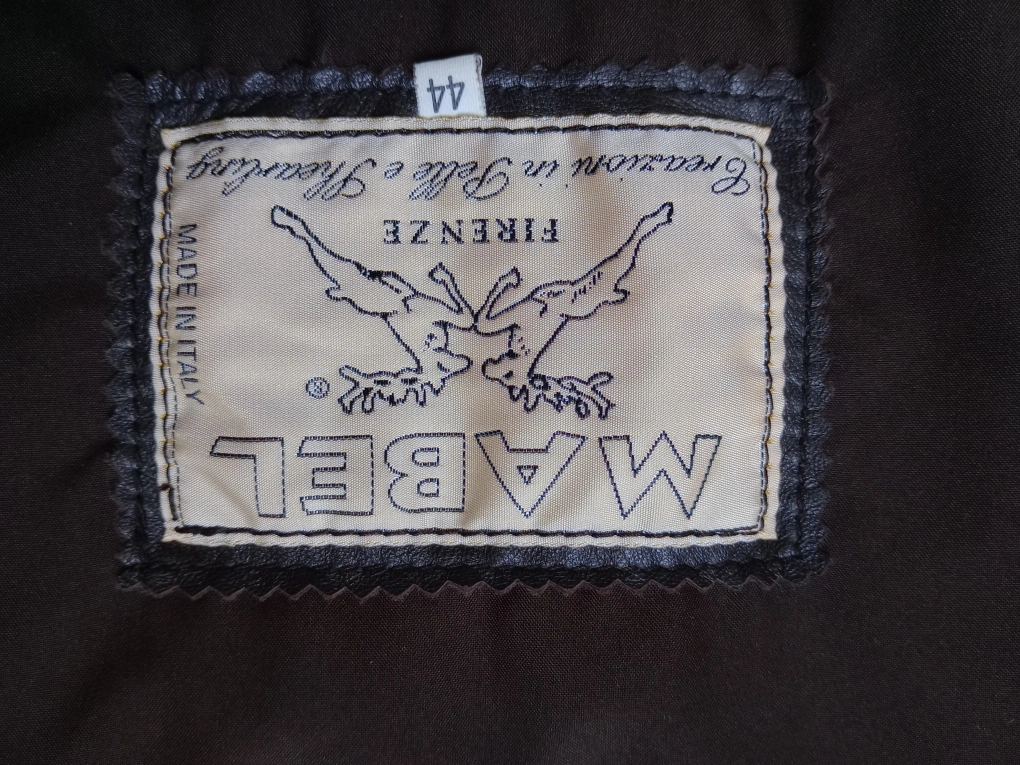 MABEL
®
FIRENZE
Creazioni in Pelle e Shearling
MADE IN ITALY
44